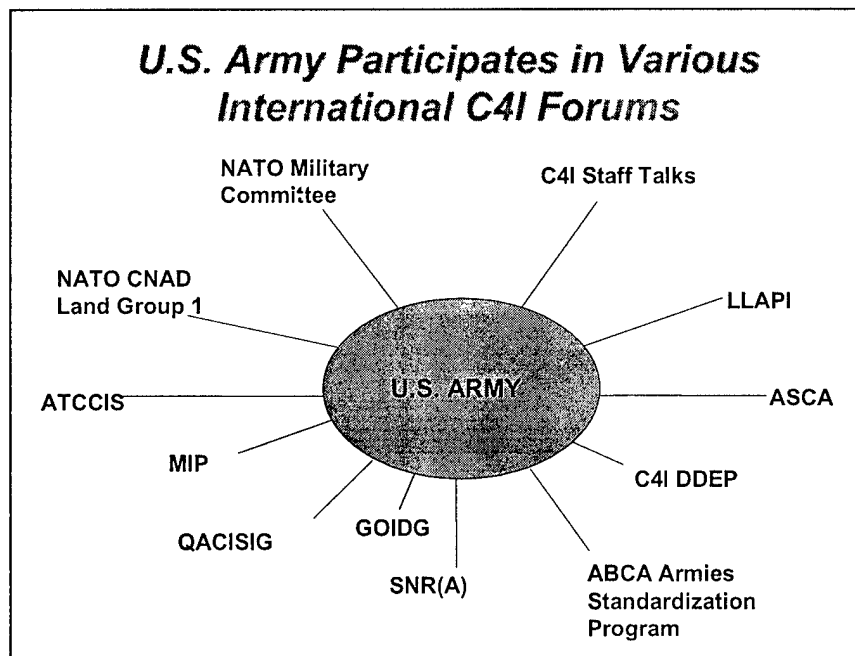 U.S. Army Participates in Various
International C4I Forums
NATO Military
Committee
C4I Staff Talks
NATO CNAD
Land Group 1
LLAPI
U.S. ARMY
ATCCIS
ASCA
MIP
C4I DDEP
QACISIG
GOIDG
SNR(A)
ABCA Armies
Standardization
Program